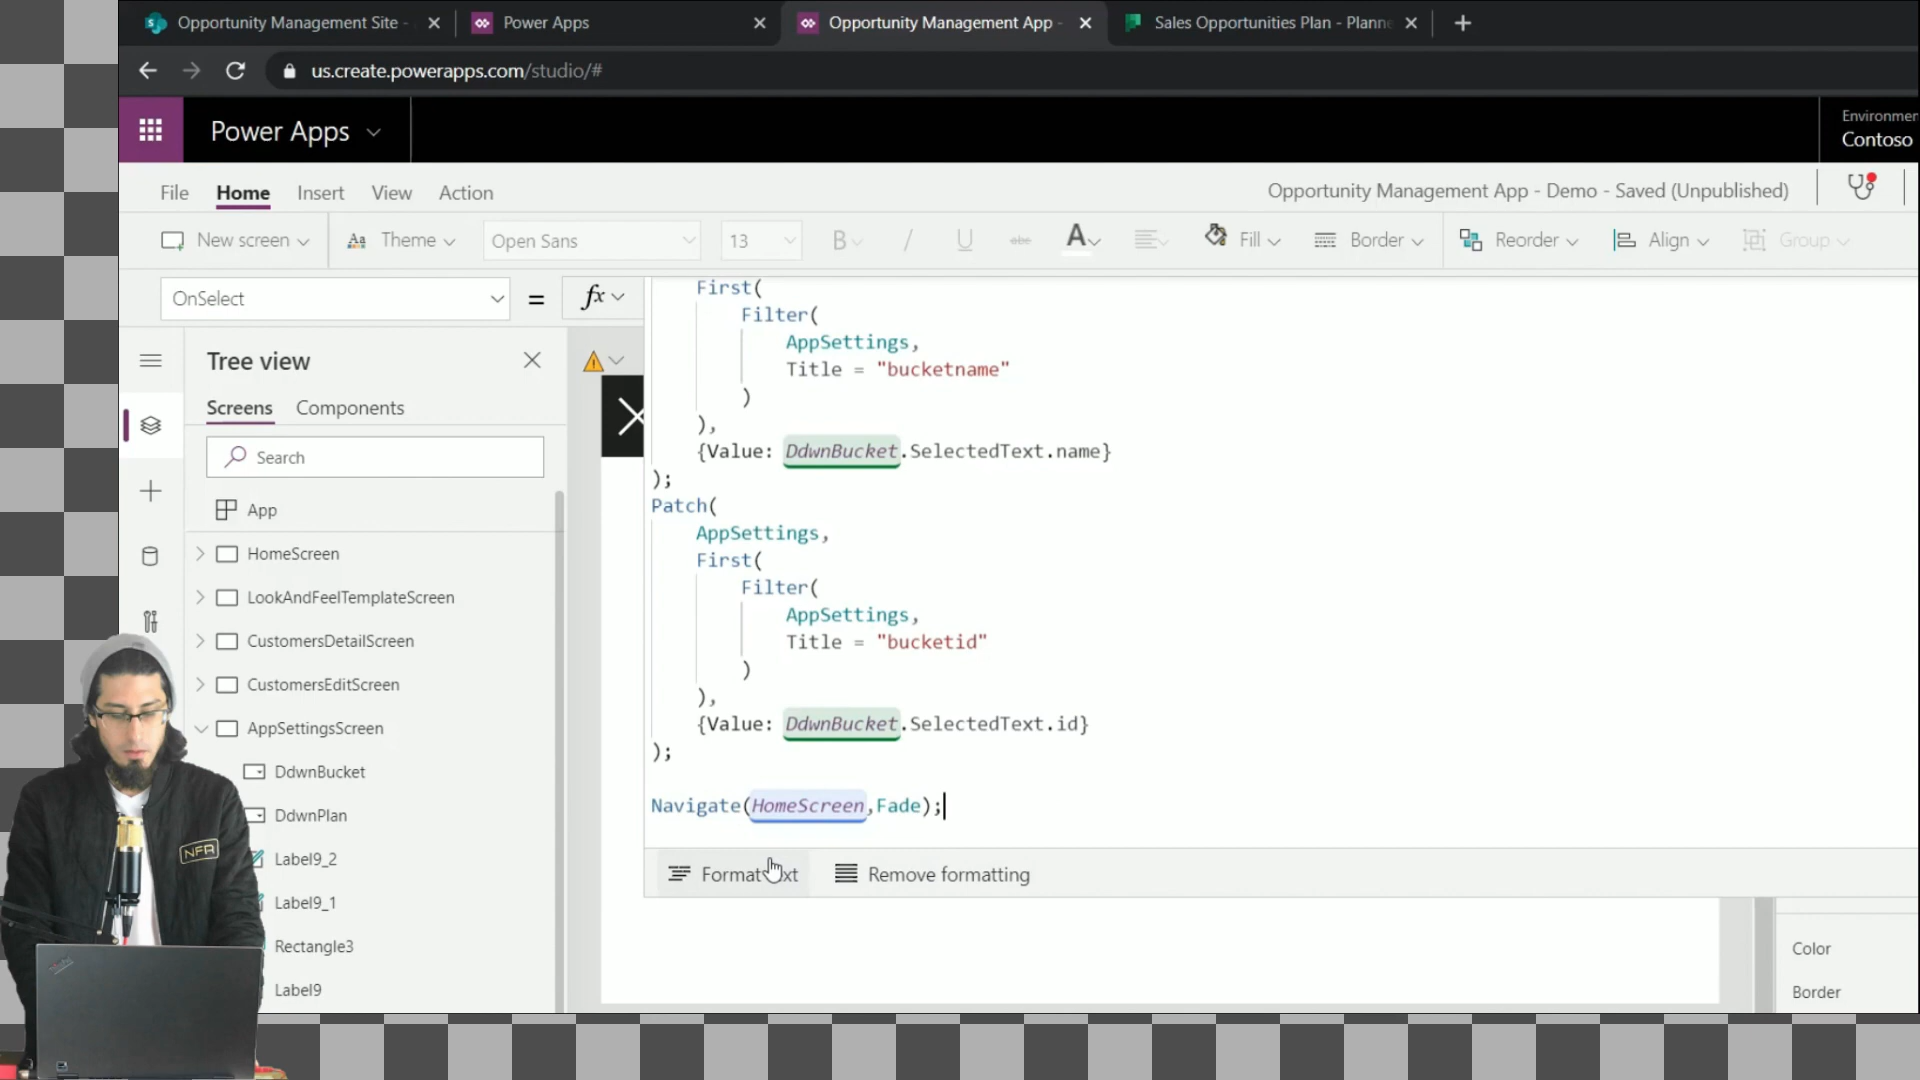 Opportunity Management Site -
Power Apps
Opportunity Management App -
Sales Opportunities Plan - Planne
us.create.powerapps.com/studio/#
Power Apps
Environmen
Contoso
File Home Insert View Action
Opportunity Management App - Demo - Saved (Unpublished)
New screen
Theme
Open Sans
13
B
/
U
abc
A
Fill
Border
Reorder
Align
Group
OnSelect
=
fx
First(
Filter(
AppSettings,
Title = "bucketname"
)
),
{Value: DdwnBucket.SelectedText.name}
);
Patch(
AppSettings,
First(
Filter(
AppSettings,
Title = "bucketid"
)
),
{Value: DdwnBucket.SelectedText.id}
);
Navigate(HomeScreen,Fade);
Format text
Remove formatting
Tree view
Screens Components
Search
App
HomeScreen
LookAndFeelTemplateScreen
CustomersDetailScreen
CustomersEditScreen
AppSettingsScreen
DdwnBucket
DdwnPlan
Label9_2
Label9_1
Rectangle3
Label9
Color
Border
NFR